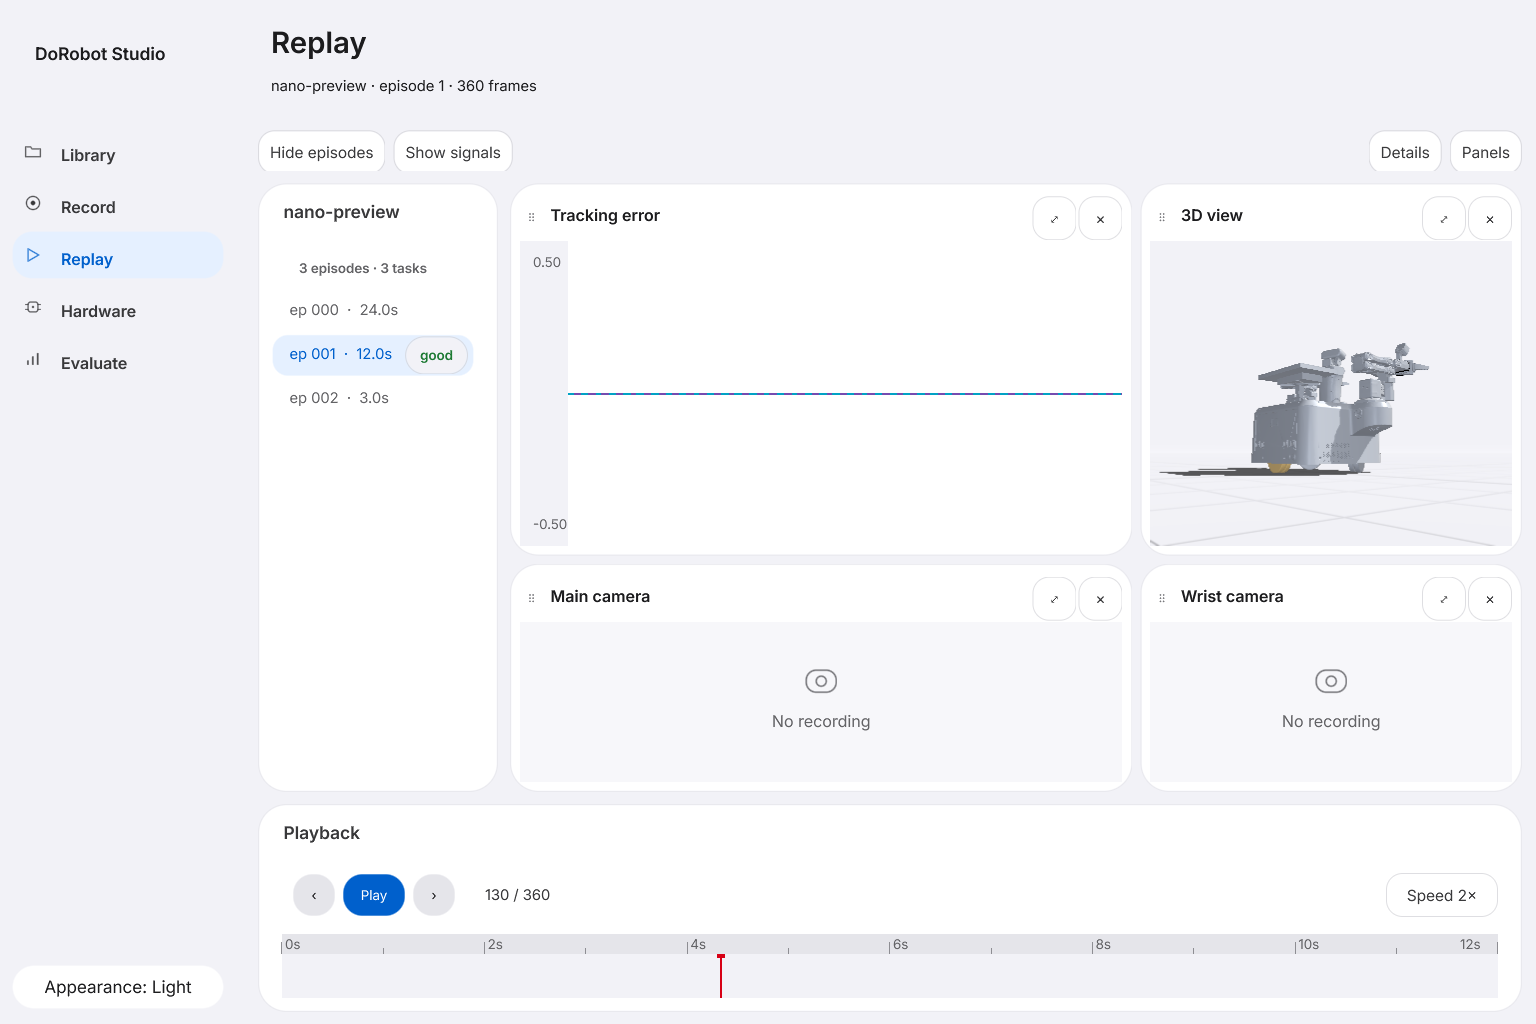 DoRobot Studio
Library
Record
Replay
Hardware
Evaluate
Appearance: Light
Replay
nano-preview · episode 1 · 360 frames
Hide episodes
Show signals
Details
Panels
nano-preview
3 episodes · 3 tasks
ep 000 · 24.0s
ep 001 · 12.0s good
ep 002 · 3.0s
Tracking error
0.50
-0.50
3D view
Main camera
No recording
Wrist camera
No recording
Playback
‹ Play › 130 / 360
Speed 2×
0s 2s 4s 6s 8s 10s 12s